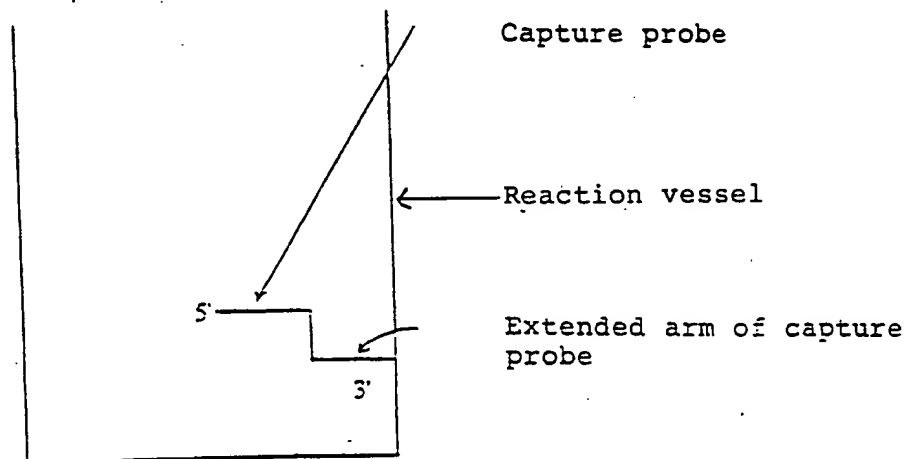 Capture probe
Reaction vessel
5'
Extended arm of capture
probe
3'